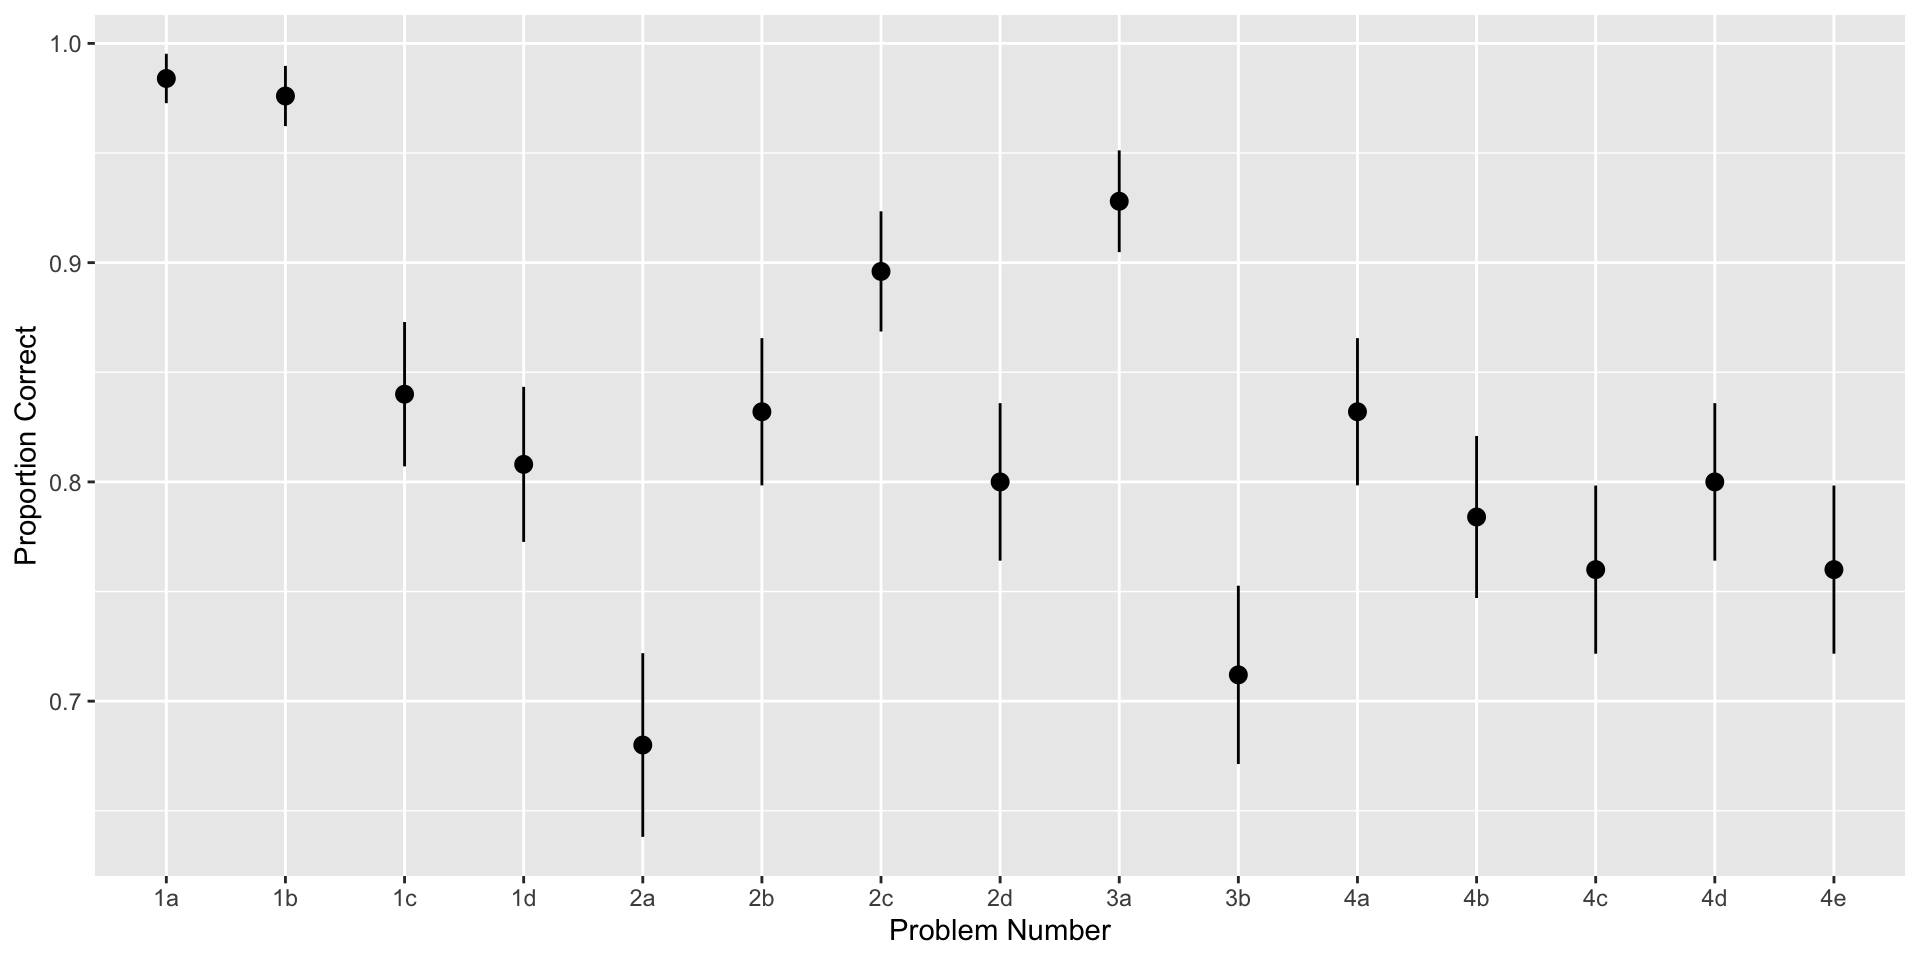 1.0
0.9
0.8
0.7
Proportion Correct
1a 1b 1c 1d 2a 2b 2c 2d 3a 3b 4a 4b 4c 4d 4e
Problem Number